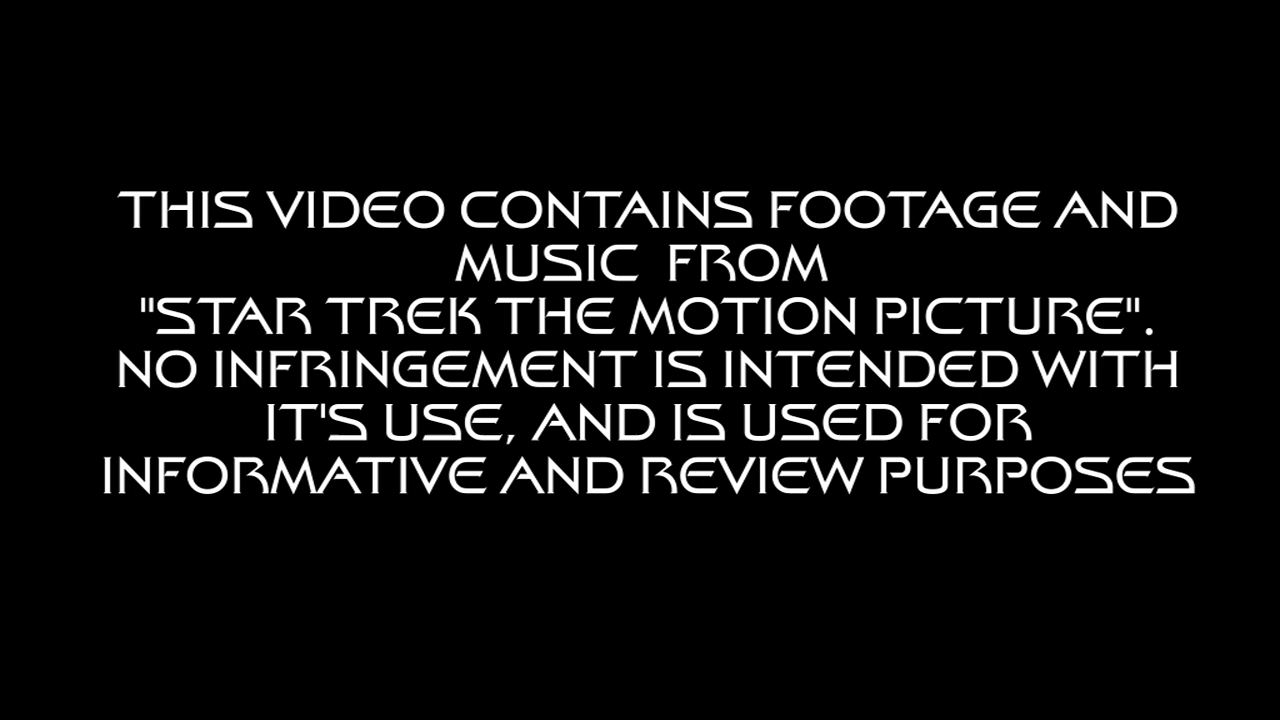 THIS VIDEO CONTAINS FOOTAGE AND
MUSIC FROM
"STAR TREK THE MOTION PICTURE".
NO INFRINGEMENT IS INTENDED WITH
IT'S USE, AND IS USED FOR
INFORMATIVE AND REVIEW PURPOSES